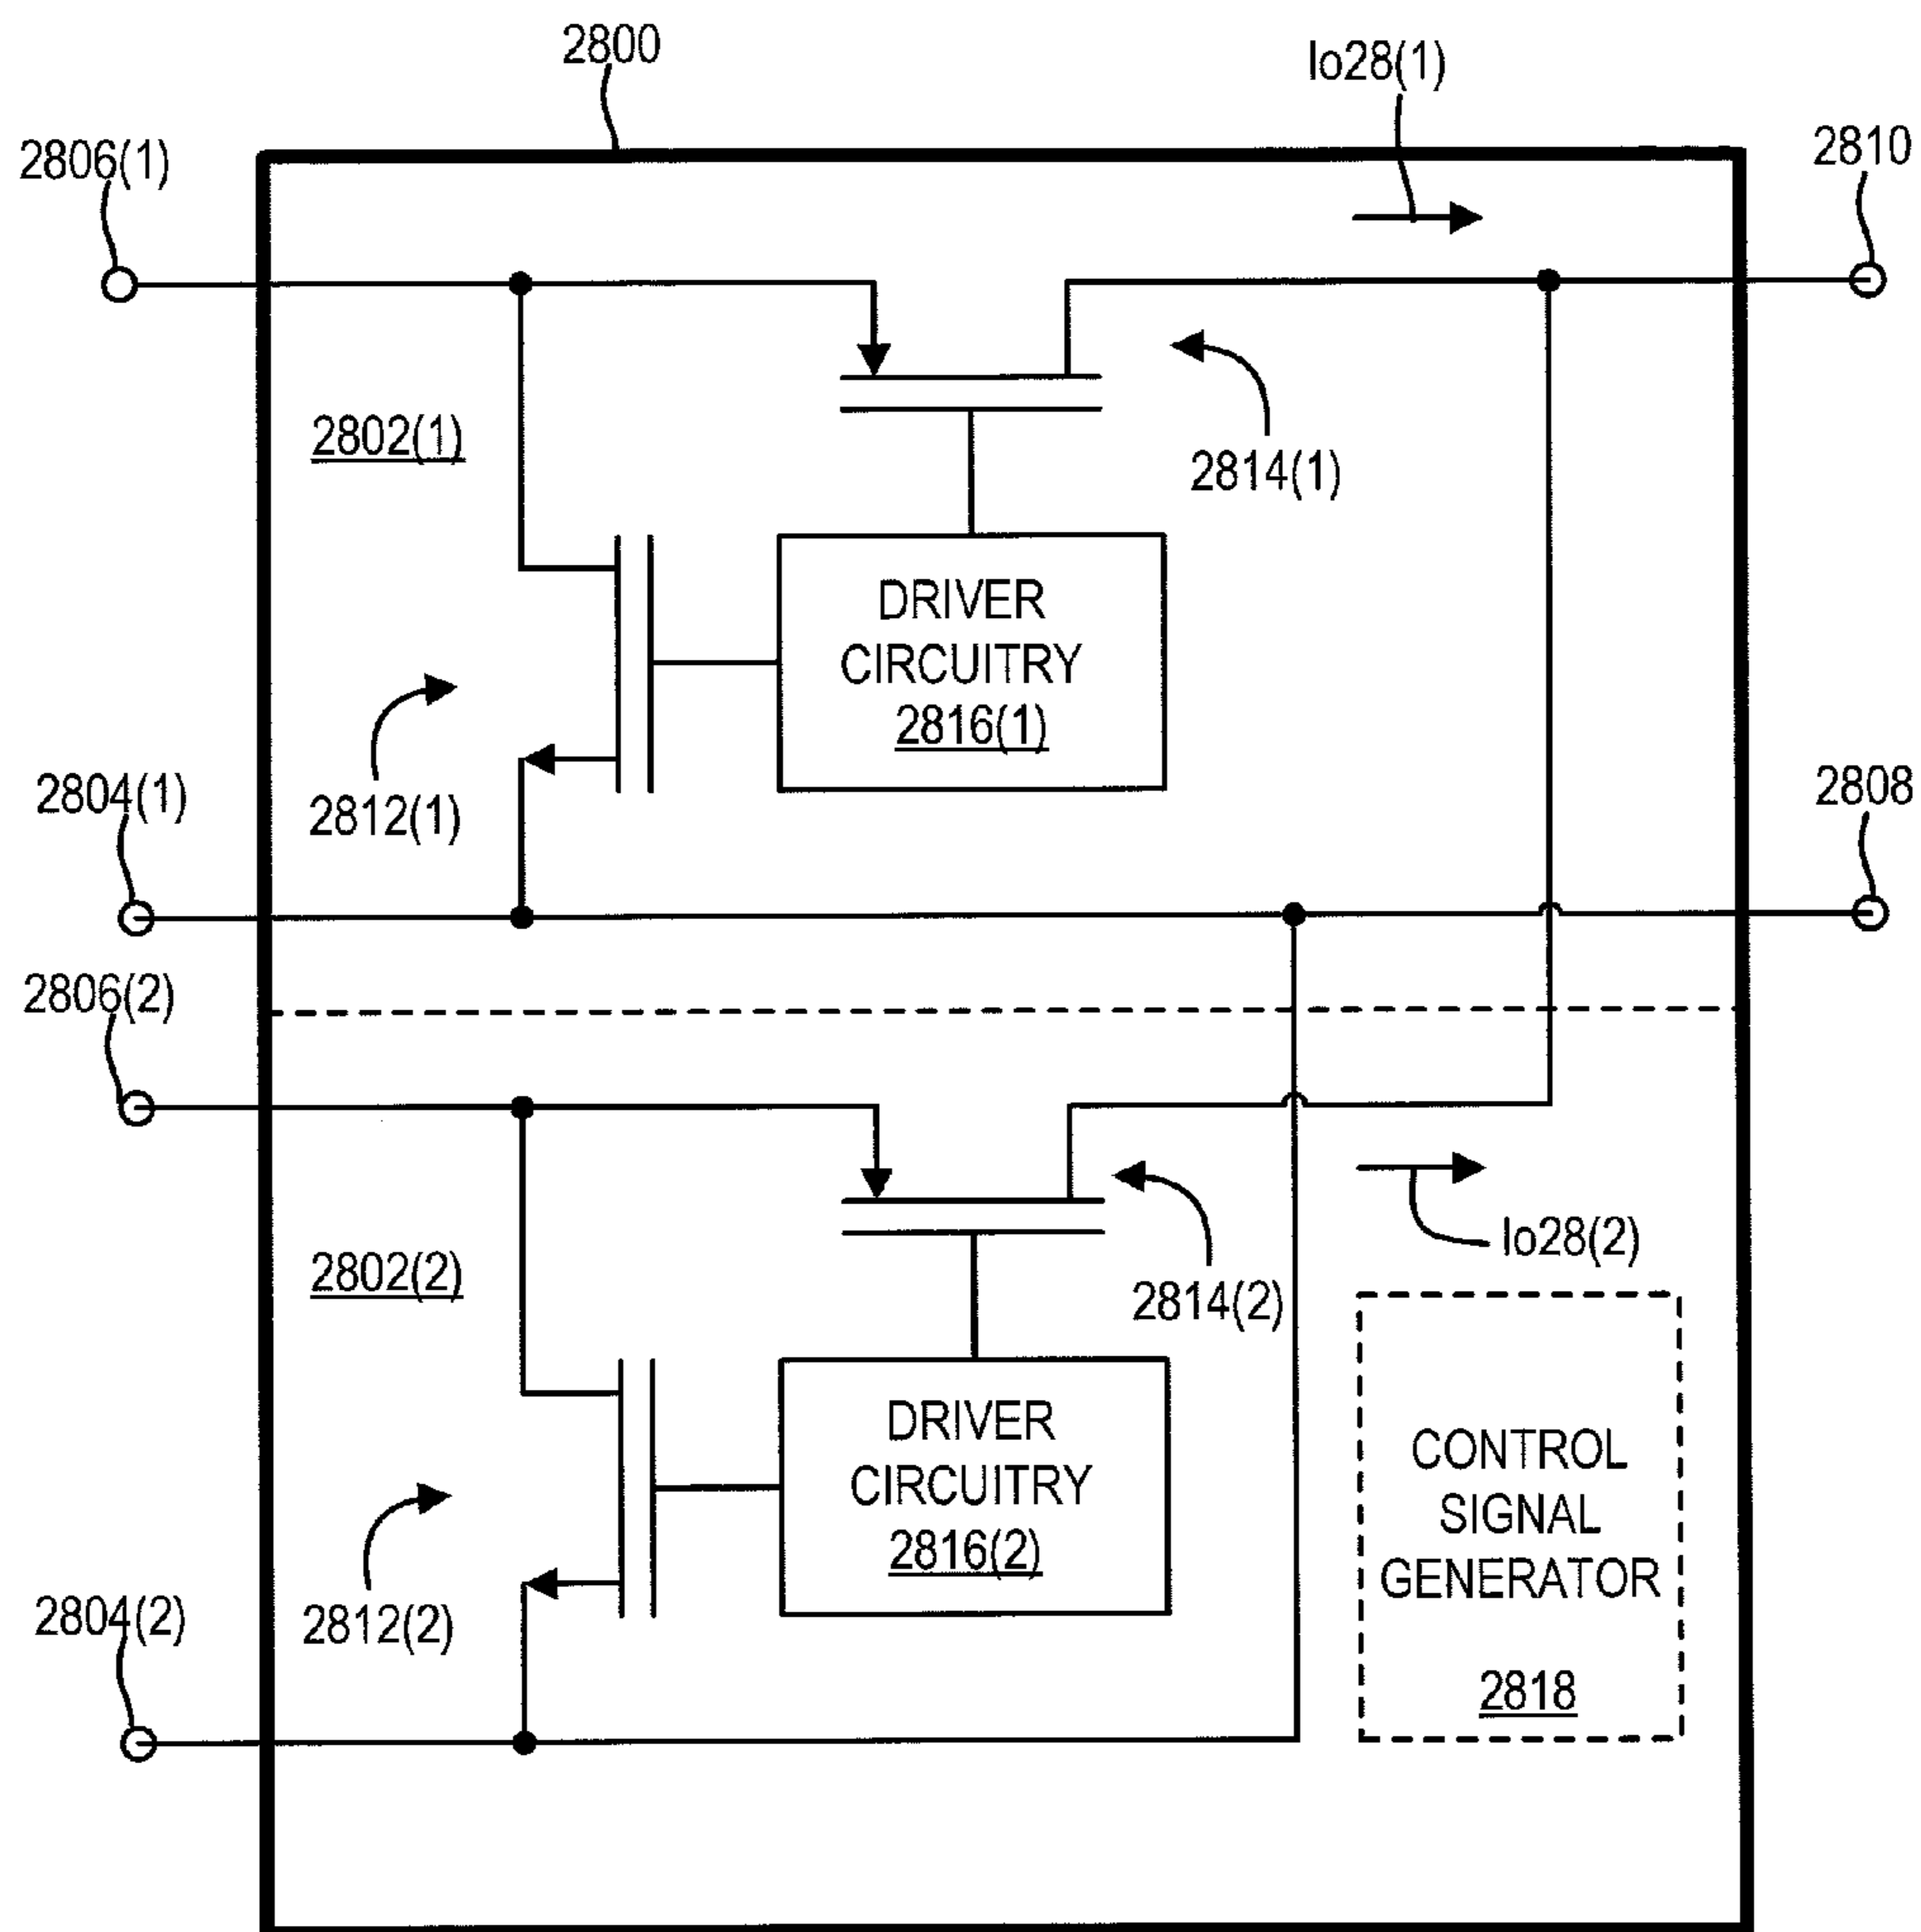 2800
Io28(1)
2806(1)
2810
2802(1)
2814(1)
DRIVER
CIRCUITRY
2816(1)
2804(1)
2812(1)
2808
2806(2)
Io28(2)
2802(2)
2814(2)
DRIVER
CIRCUITRY
2816(2)
CONTROL
SIGNAL
GENERATOR
2818
2804(2)
2812(2)